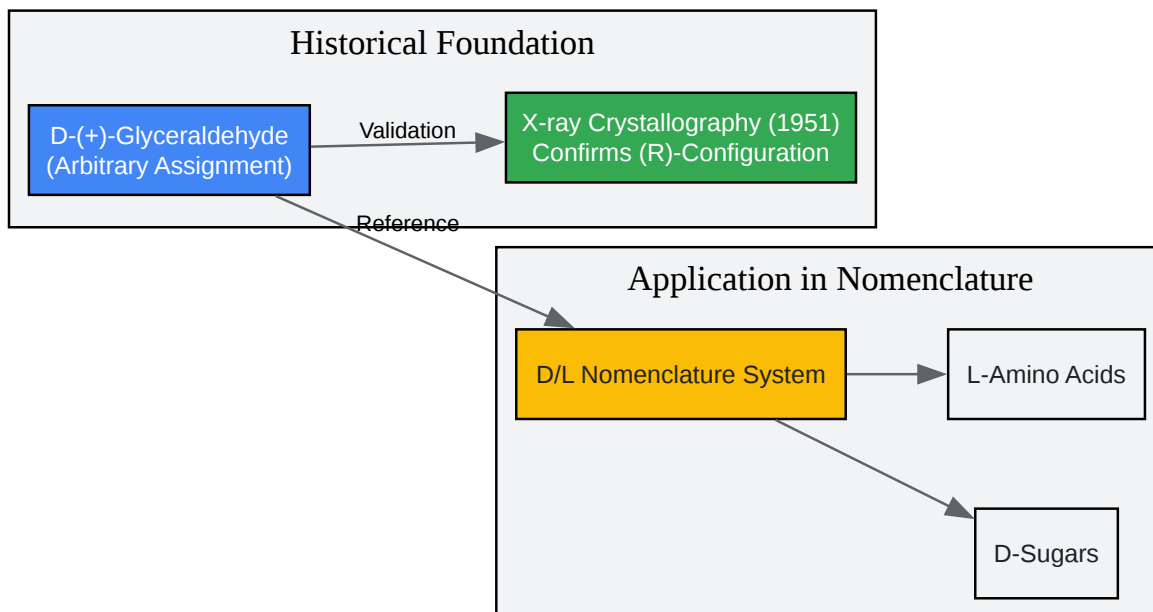 Historical Foundation
D-(+)-Glyceraldehyde
(Arbitrary Assignment)
Validation
X-ray Crystallography (1951)
Confirms (R)-Configuration
Reference
Application in Nomenclature
D/L Nomenclature System
L-Amino Acids
D-Sugars